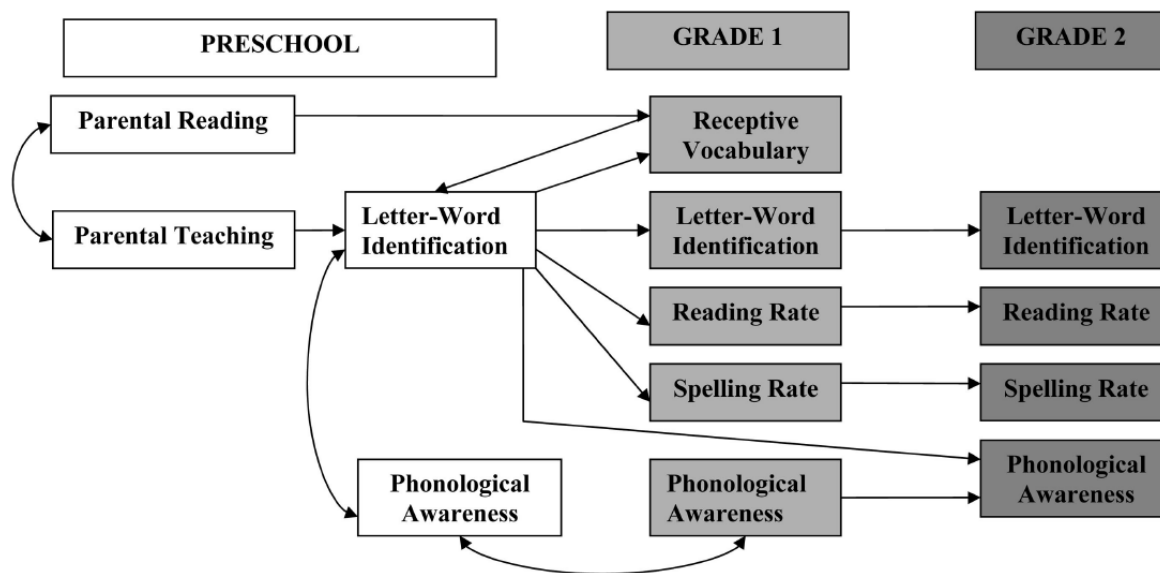 PRESCHOOL
GRADE 1
GRADE 2
Parental Reading
Receptive
Vocabulary
Parental Teaching
Letter-Word
Identification
Letter-Word
Identification
Letter-Word
Identification
Reading Rate
Reading Rate
Spelling Rate
Spelling Rate
Phonological
Awareness
Phonological
Awareness
Phonological
Awareness